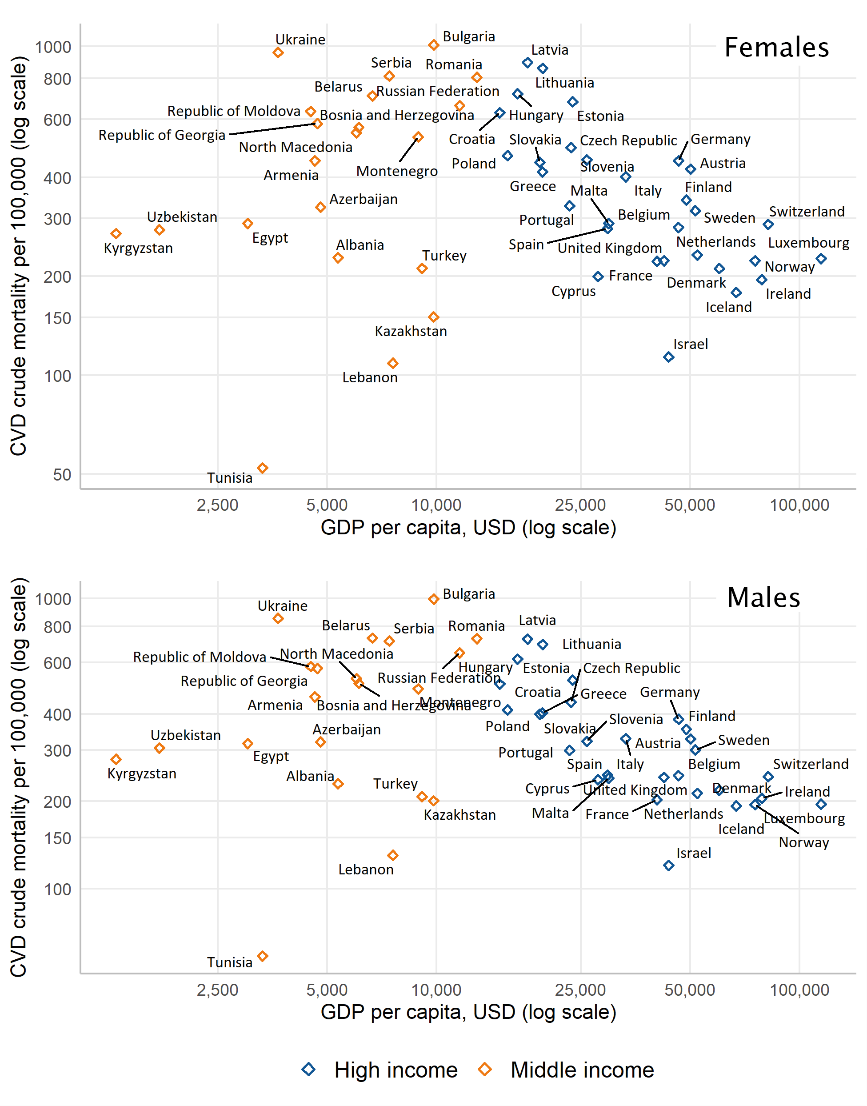 Females
CVD crude mortality per 100,000 (log scale)
1000
800
600
400
300
200
150
100
50
Ukraine
Bulgaria
Latvia
Serbia
Romania
Lithuania
Belarus
Russian Federation
Republic of Moldova
Bosnia and Herzegovina
Hungary
Estonia
Republic of Georgia
North Macedonia
Croatia
Slovakia
Czech Republic
Germany
Armenia
Montenegro
Poland
Slovenia
Austria
Greece
Malta
Italy
Finland
Azerbaijan
Uzbekistan
Portugal
Belgium
Sweden
Switzerland
Kyrgyzstan
Egypt
Albania
Spain
United Kingdom
Netherlands
Luxembourg
Turkey
Cyprus
France
Denmark
Norway
Iceland
Ireland
Kazakhstan
Israel
Lebanon
Tunisia
2,500
5,000
10,000
25,000
50,000
100,000
GDP per capita, USD (log scale)
Males
CVD crude mortality per 100,000 (log scale)
1000
800
600
400
300
200
150
100
Ukraine
Bulgaria
Belarus
Serbia
Romania
Latvia
Lithuania
Republic of Moldova
North Macedonia
Republic of Georgia
Russian Federation
Hungary
Estonia
Czech Republic
Armenia
Bosnia and Herzegovina
Montenegro
Croatia
Greece
Germany
Uzbekistan
Azerbaijan
Poland
Slovakia
Slovenia
Finland
Kyrgyzstan
Egypt
Portugal
Austria
Sweden
Albania
Spain
Italy
Belgium
Switzerland
Turkey
Cyprus
United Kingdom
Denmark
Ireland
Kazakhstan
Malta
France
Netherlands
Luxembourg
Iceland
Norway
Lebanon
Israel
Tunisia
2,500
5,000
10,000
25,000
50,000
100,000
GDP per capita, USD (log scale)
High income
Middle income